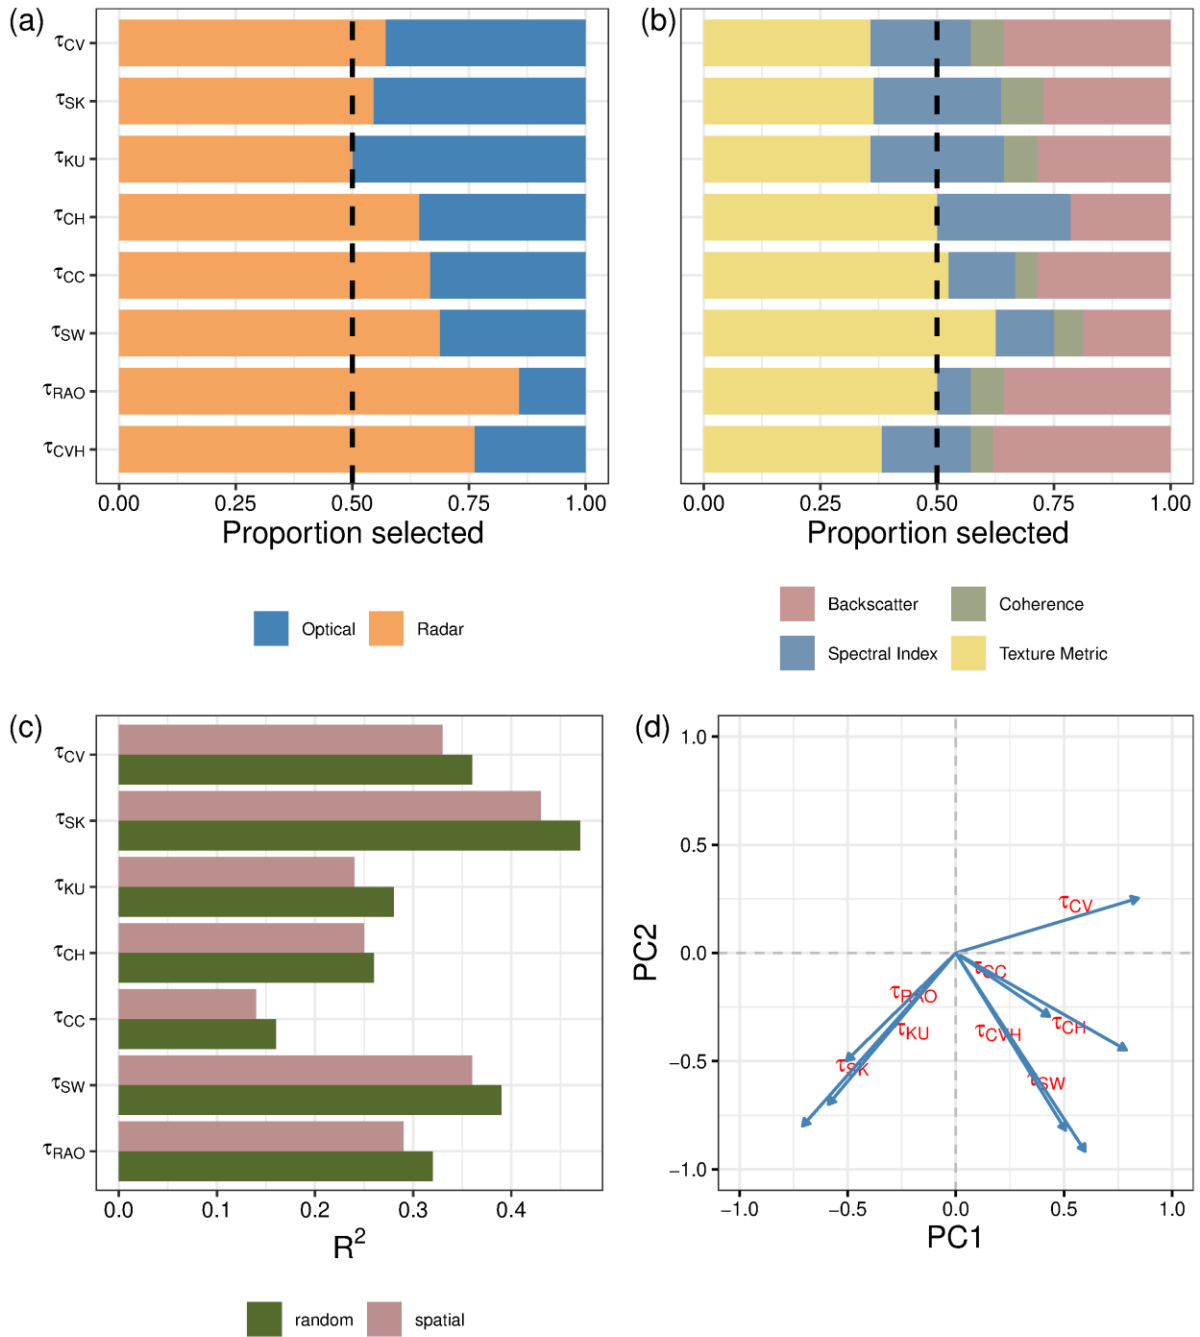 (a)
τCV
τSK
τKU
τCH
τCC
τSW
τRAO
τCVH
0.00 0.25 0.50 0.75 1.00
Proportion selected
Optical Radar
(b)
0.00 0.25 0.50 0.75 1.00
Proportion selected
Backscatter Coherence
Spectral Index Texture Metric
(c)
τCV
τSK
τKU
τCH
τCC
τSW
τRAO
0.0 0.1 0.2 0.3 0.4
R²
random spatial
(d)
1.0
0.5
0.0
−0.5
−1.0
PC2
τCV
τCC
τRAO
τCH
τKU
τCVH
τSK
τSW
−1.0 −0.5 0.0 0.5 1.0
PC1